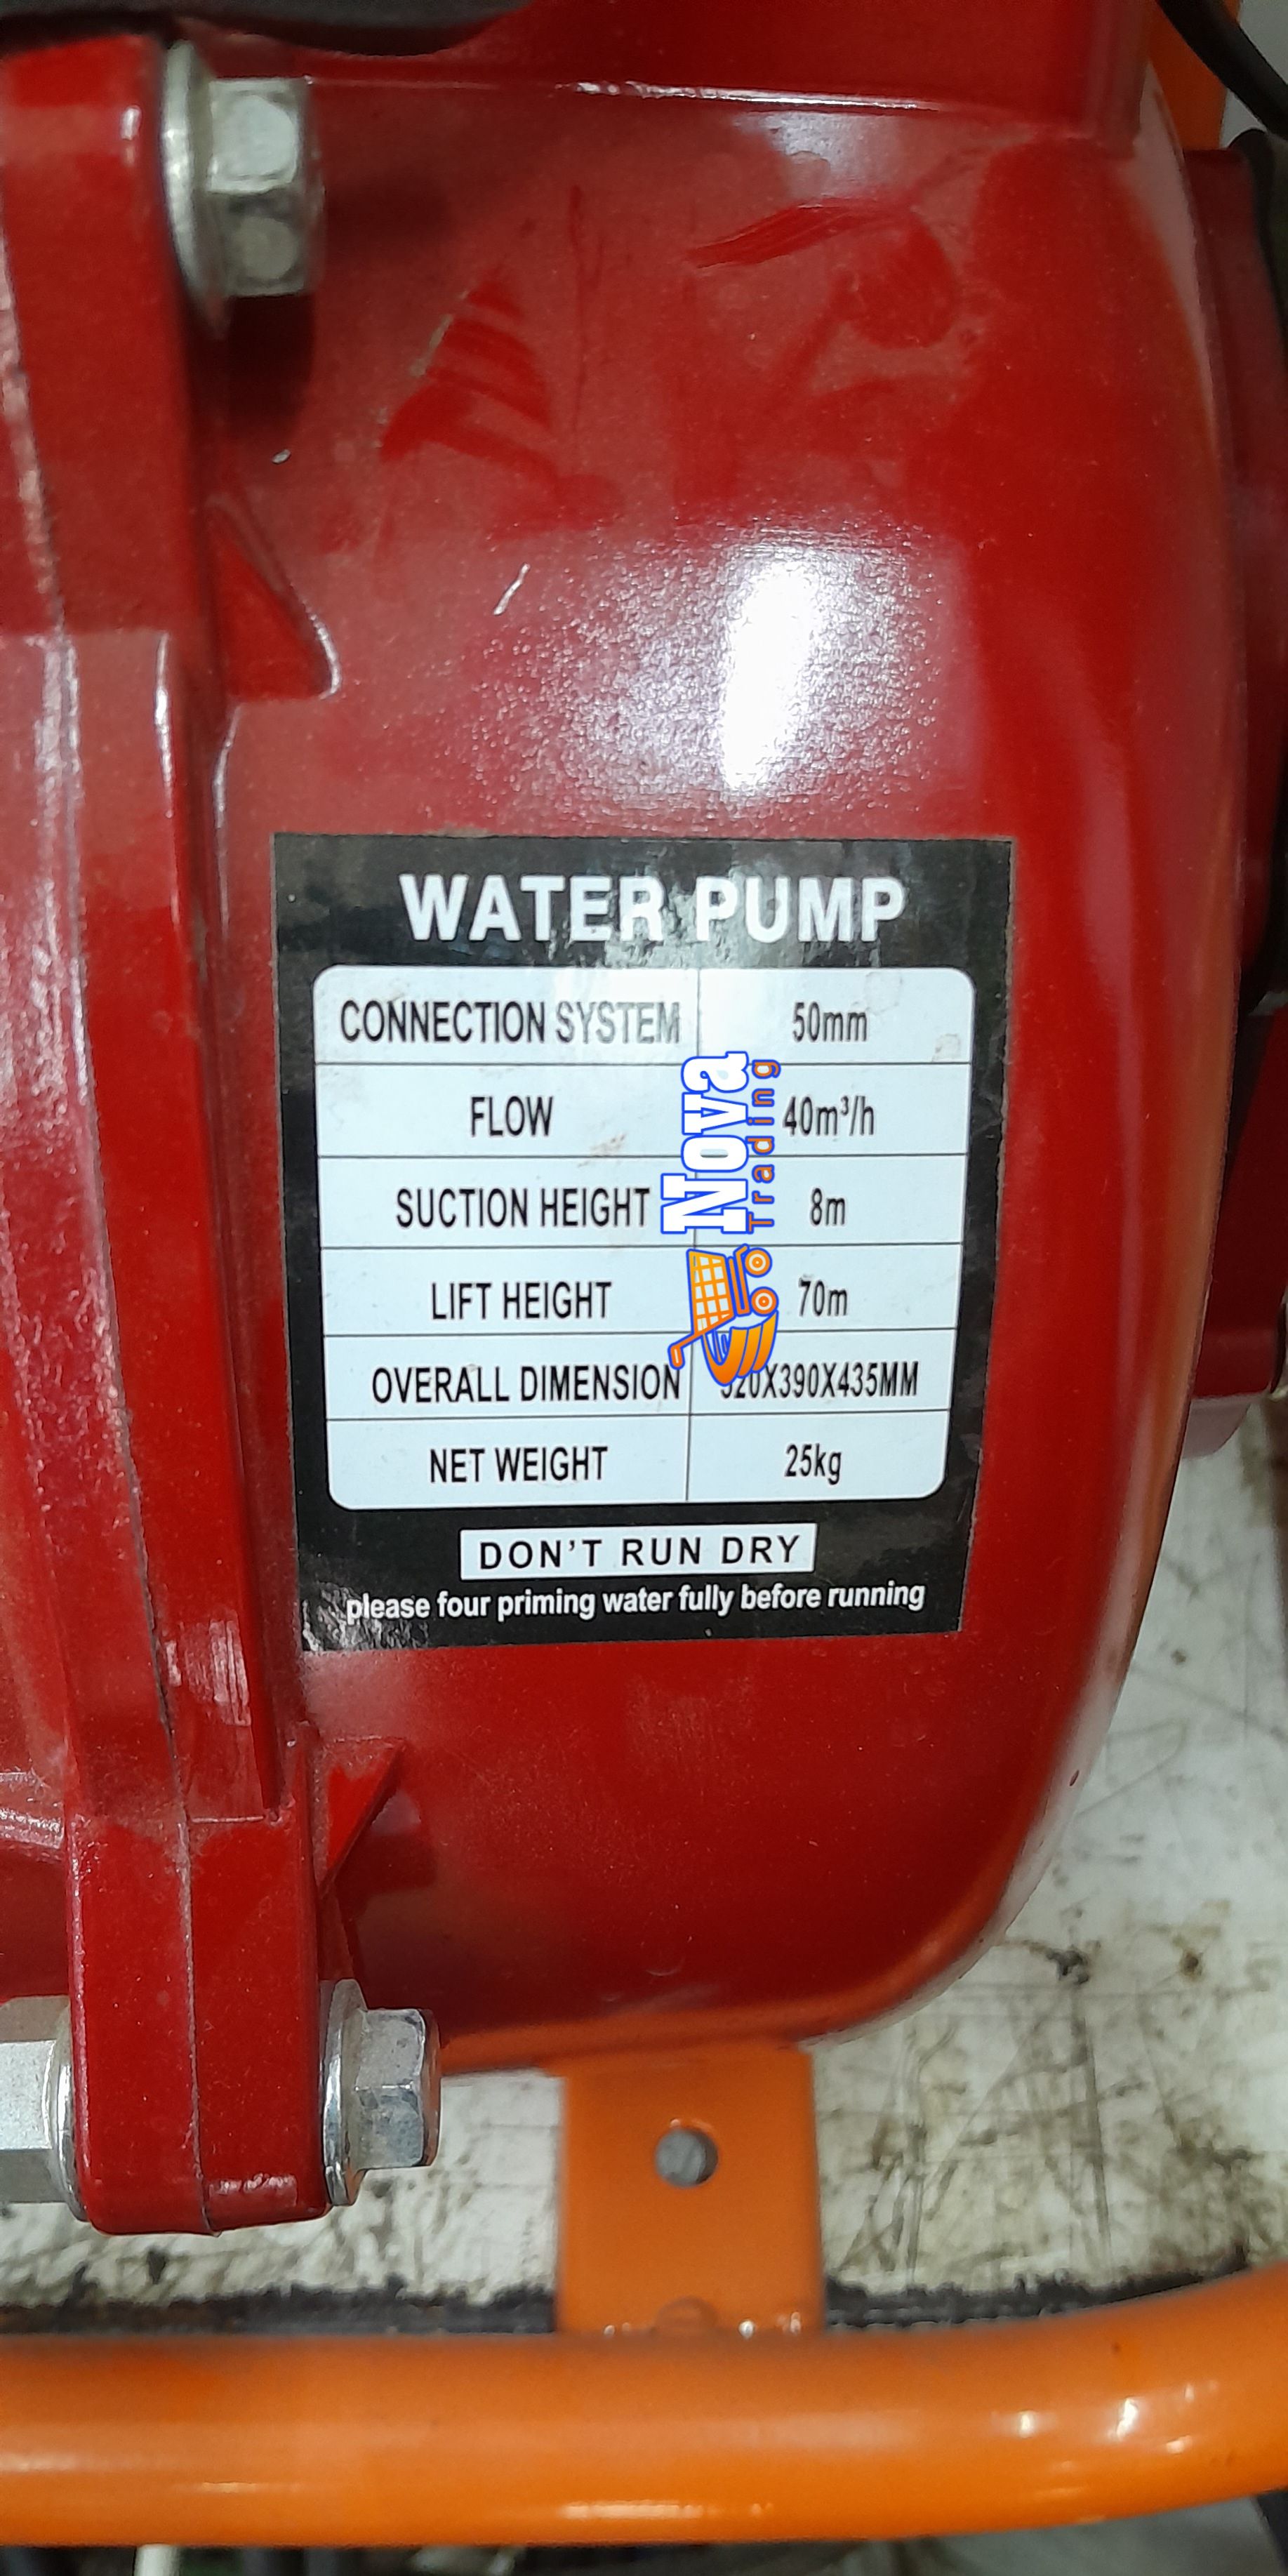 WATER PUMP
CONNECTION SYSTEM 50mm
FLOW 40m³/h
SUCTION HEIGHT 8m
LIFT HEIGHT 70m
OVERALL DIMENSION 520X390X435MM
NET WEIGHT 25kg
DON'T RUN DRY
please four priming water fully before running
Nova
Trading